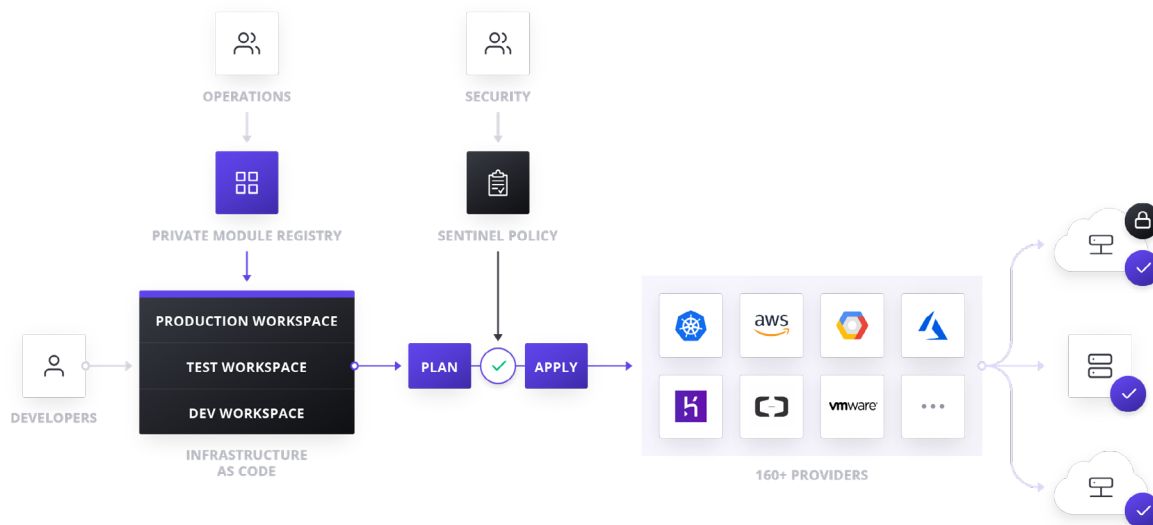 OPERATIONS
SECURITY
PRIVATE MODULE REGISTRY
SENTINEL POLICY
PRODUCTION WORKSPACE
TEST WORKSPACE
DEV WORKSPACE
DEVELOPERS
INFRASTRUCTURE
AS CODE
PLAN
APPLY
aws
vmware
160+ PROVIDERS